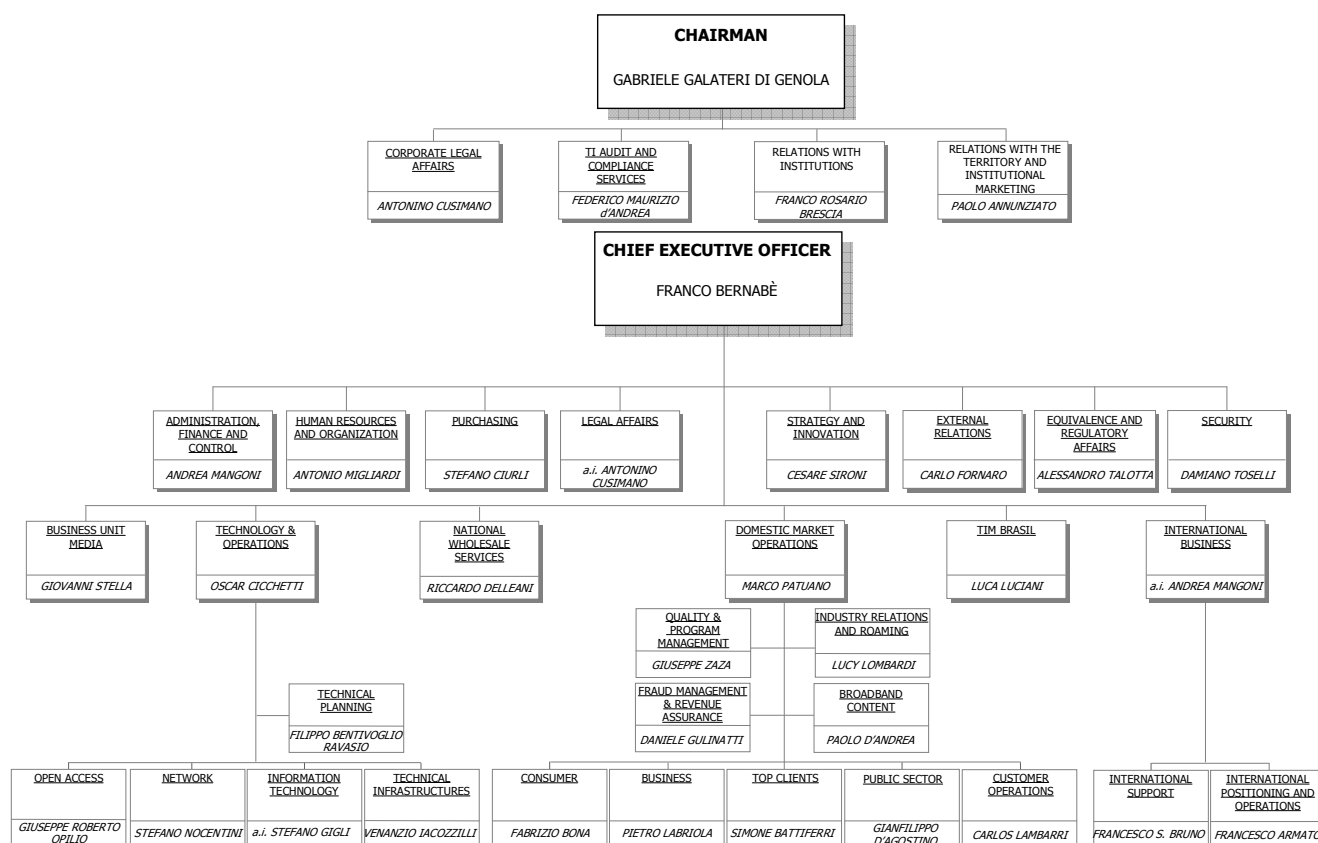 CHAIRMAN
GABRIELE GALATERI DI GENOLA
CORPORATE LEGAL
AFFAIRS
ANTONINO CUSIMANO
TI AUDIT AND
COMPLIANCE
SERVICES
FEDERICO MAURIZIO
d'ANDREA
RELATIONS WITH
INSTITUTIONS
FRANCO ROSARIO
BRESCIA
RELATIONS WITH THE
TERRITORY AND
INSTITUTIONAL
MARKETING
PAOLO ANNUNZIATO
CHIEF EXECUTIVE OFFICER
FRANCO BERNABÈ
ADMINISTRATION,
FINANCE AND
CONTROL
ANDREA MANGONI
HUMAN RESOURCES
AND ORGANIZATION
ANTONIO MIGLIARDI
PURCHASING
STEFANO CIURLI
LEGAL AFFAIRS
a.i. ANTONINO
CUSIMANO
STRATEGY AND
INNOVATION
CESARE SIRONI
EXTERNAL
RELATIONS
CARLO FORNARO
EQUIVALENCE AND
REGULATORY
AFFAIRS
ALESSANDRO TALOTTA
SECURITY
DAMIANO TOSELLI
BUSINESS UNIT
MEDIA
GIOVANNI STELLA
TECHNOLOGY &
OPERATIONS
OSCAR CICCHETTI
NATIONAL
WHOLESALE
SERVICES
RICCARDO DELLEANI
DOMESTIC MARKET
OPERATIONS
MARCO PATUANO
TIM BRASIL
LUCA LUCIANI
INTERNATIONAL
BUSINESS
a.i. ANDREA MANGONI
QUALITY &
PROGRAM
MANAGEMENT
GIUSEPPE ZAZA
INDUSTRY RELATIONS
AND ROAMING
LUCY LOMBARDI
FRAUD MANAGEMENT
& REVENUE
ASSURANCE
DANIELE GULINATTI
BROADBAND
CONTENT
PAOLO D'ANDREA
TECHNICAL
PLANNING
FILIPPO BENTIVOGLIO
RAVASIO
OPEN ACCESS
GIUSEPPE ROBERTO
OPILIO
NETWORK
STEFANO NOCENTINI
INFORMATION
TECHNOLOGY
a.i. STEFANO GIGLI
TECHNICAL
INFRASTRUCTURES
VENANZIO IACOZZILLI
CONSUMER
FABRIZIO BONA
BUSINESS
PIETRO LABRIOLA
TOP CLIENTS
SIMONE BATTIFERRI
PUBLIC SECTOR
GIANFILIPPO
D'AGOSTINO
CUSTOMER
OPERATIONS
CARLOS LAMBARRI
INTERNATIONAL
SUPPORT
FRANCESCO S. BRUNO
INTERNATIONAL
POSITIONING AND
OPERATIONS
FRANCESCO ARMATO